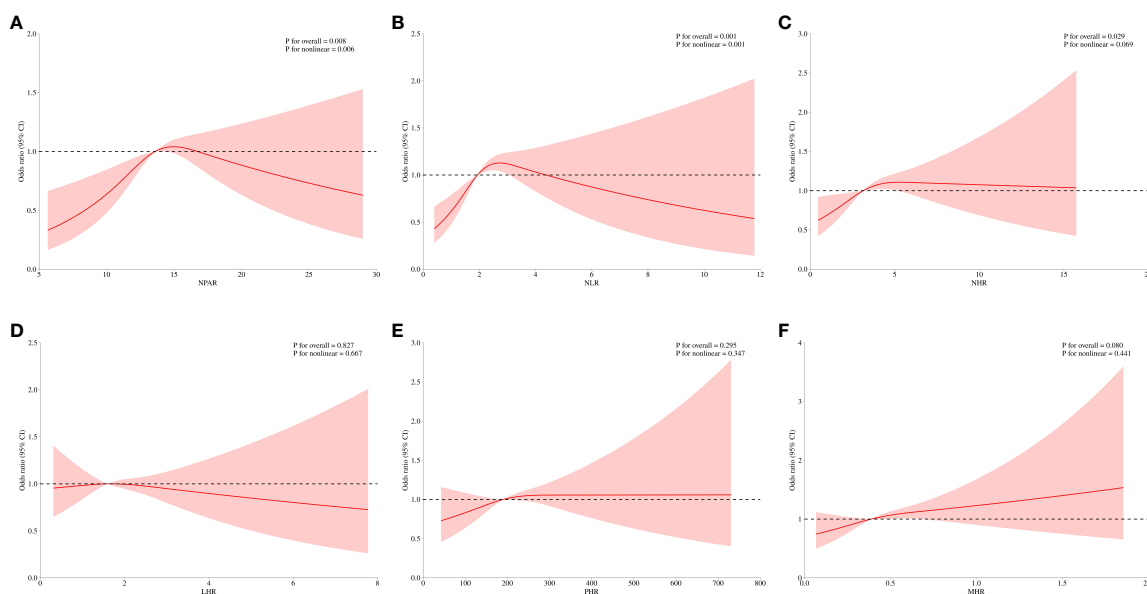 A
P for overall = 0.008
P for nonlinear = 0.006
Odds ratio (95% CI)
2.0
1.5
1.0
0.5
0.0
5 10 15 20 25 30
NPAR
B
P for overall = 0.001
P for nonlinear = 0.001
Odds ratio (95% CI)
2.5
2.0
1.5
1.0
0.5
0.0
0 2 4 6 8 10 12
NLR
C
P for overall = 0.029
P for nonlinear = 0.069
Odds ratio (95% CI)
3.0
2.5
2.0
1.5
1.0
0.5
0.0
0 5 10 15
NHR
D
P for overall = 0.827
P for nonlinear = 0.667
Odds ratio (95% CI)
2.5
2.0
1.5
1.0
0.5
0.0
0 2 4 6 8
LHR
E
P for overall = 0.295
P for nonlinear = 0.347
Odds ratio (95% CI)
3.0
2.5
2.0
1.5
1.0
0.5
0.0
0 100 200 300 400 500 600 700 800
PHR
F
P for overall = 0.080
P for nonlinear = 0.441
Odds ratio (95% CI)
4
3
2
1
0
0.0 0.5 1.0 1.5
MHR